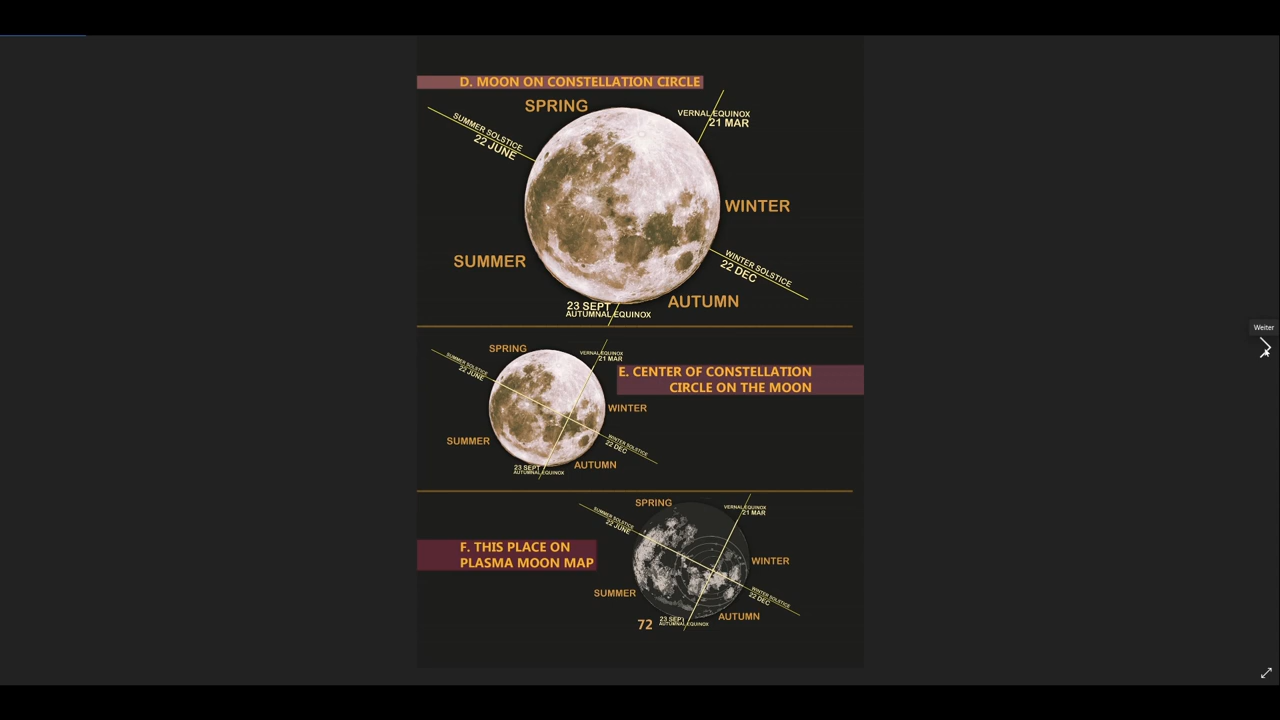 D. MOON ON CONSTELLATION CIRCLE
SPRING
VERNAL EQUINOX
21 MAR
SUMMER SOLSTICE
22 JUNE
WINTER
SUMMER
WINTER SOLSTICE
22 DEC
AUTUMN
23 SEPT
AUTUMNAL EQUINOX
Weiter
SPRING
VERNAL EQUINOX
21 MAR
SUMMER SOLSTICE
22 JUNE
E. CENTER OF CONSTELLATION
CIRCLE ON THE MOON
WINTER
SUMMER
WINTER SOLSTICE
22 DEC
AUTUMN
23 SEPT
AUTUMNAL EQUINOX
SPRING
VERNAL EQUINOX
21 MAR
SUMMER SOLSTICE
22 JUNE
F. THIS PLACE ON
PLASMA MOON MAP
WINTER
SUMMER
WINTER SOLSTICE
22 DEC
AUTUMN
23 SEPT
AUTUMNAL EQUINOX
72